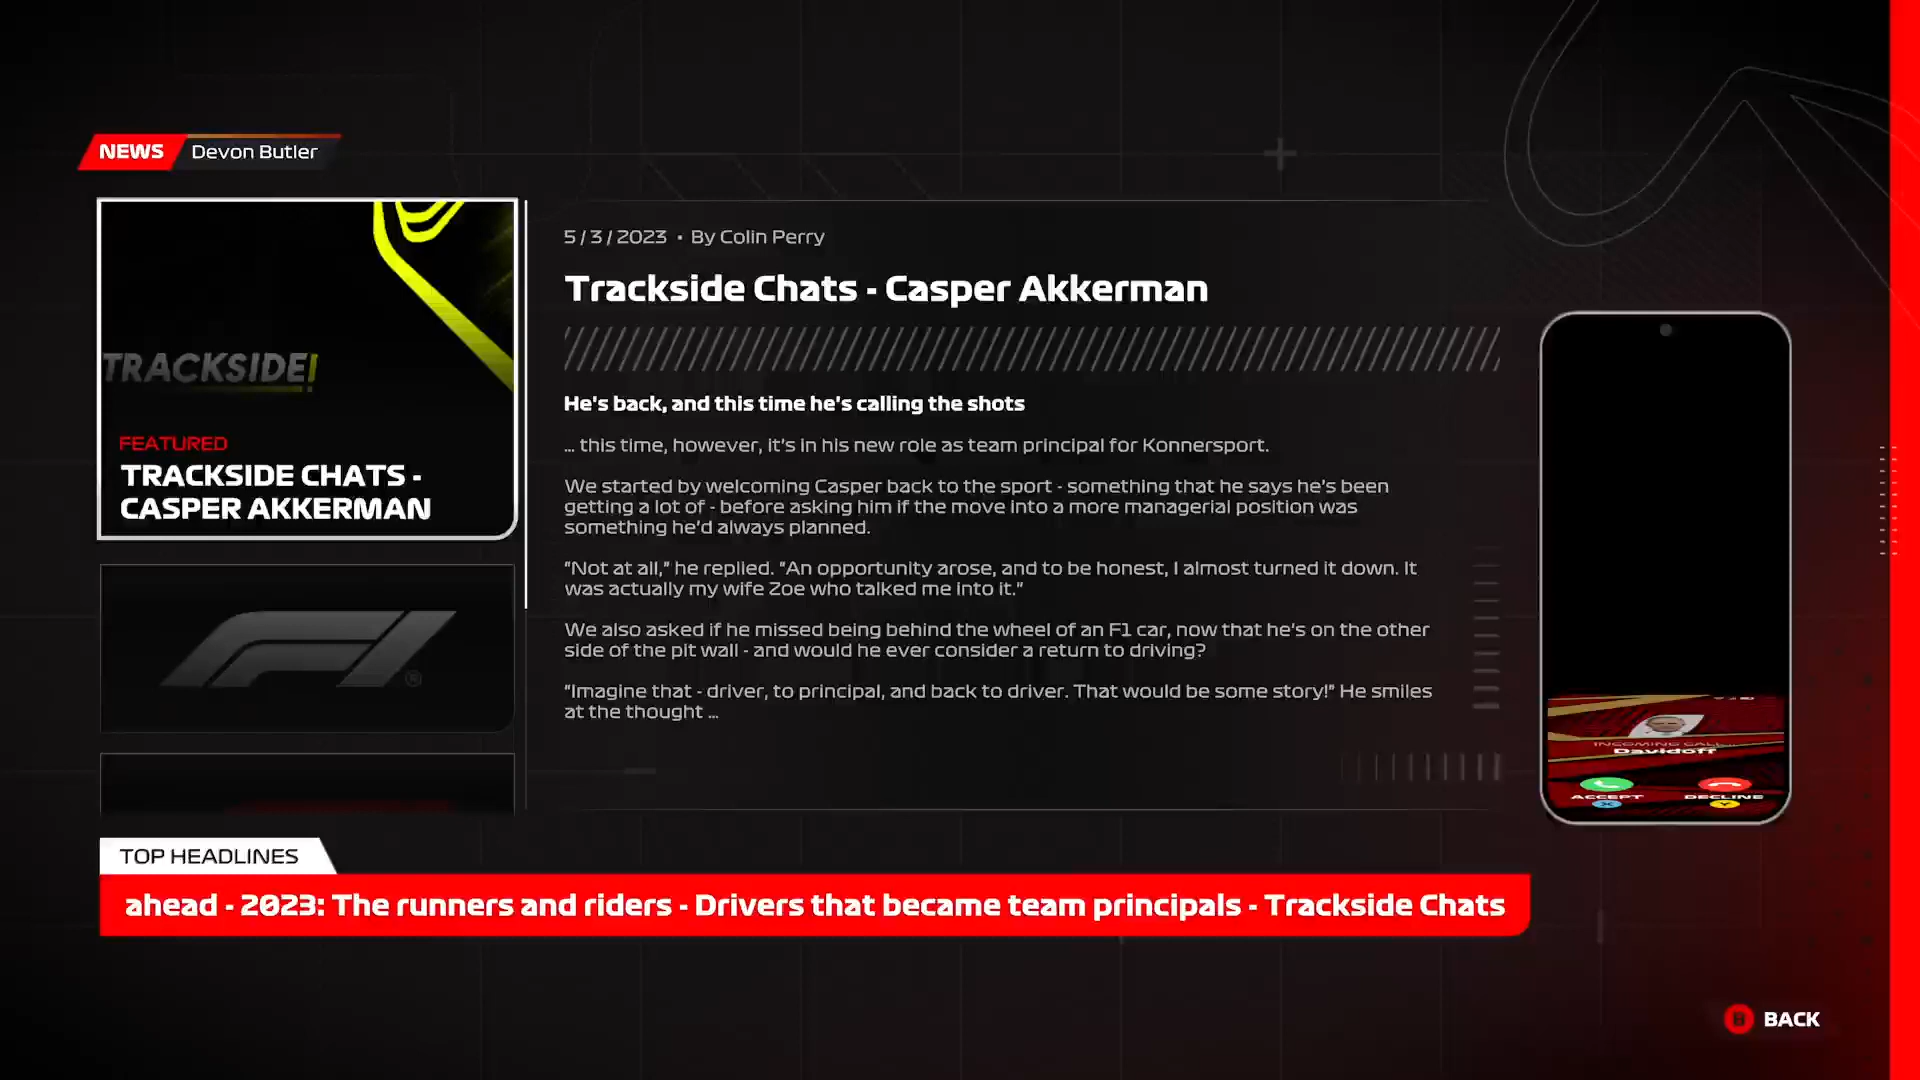 NEWS Devon Butler
TRACKSIDE!
FEATURED
TRACKSIDE CHATS -
CASPER AKKERMAN
5 / 3 / 2023 • By Colin Perry
Trackside Chats - Casper Akkerman
He's back, and this time he's calling the shots
... this time, however, it's in his new role as team principal for Konnersport.
We started by welcoming Casper back to the sport - something that he says he's been
getting a lot of - before asking him if the move into a more managerial position was
something he'd always planned.
"Not at all," he replied. "An opportunity arose, and to be honest, I almost turned it down. It
was actually my wife Zoe who talked me into it."
We also asked if he missed being behind the wheel of an F1 car, now that he's on the other
side of the pit wall - and would he ever consider a return to driving?
"Imagine that - driver, to principal, and back to driver. That would be some story!" He smiles
at the thought ...
F1®
INCOMING CALL...
Davidoff
ACCEPT DECLINE
X Y
TOP HEADLINES
ahead - 2023: The runners and riders - Drivers that became team principals - Trackside Chats
B BACK